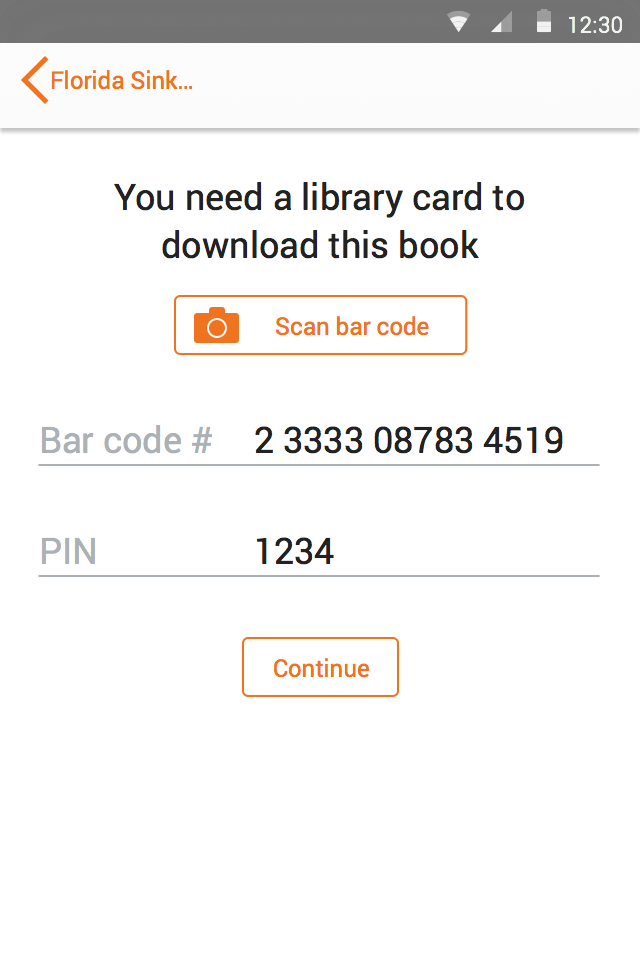 12:30
Florida Sink...
You need a library card to
download this book
Scan bar code
Bar code # 2 3333 08783 4519
PIN 1234
Continue